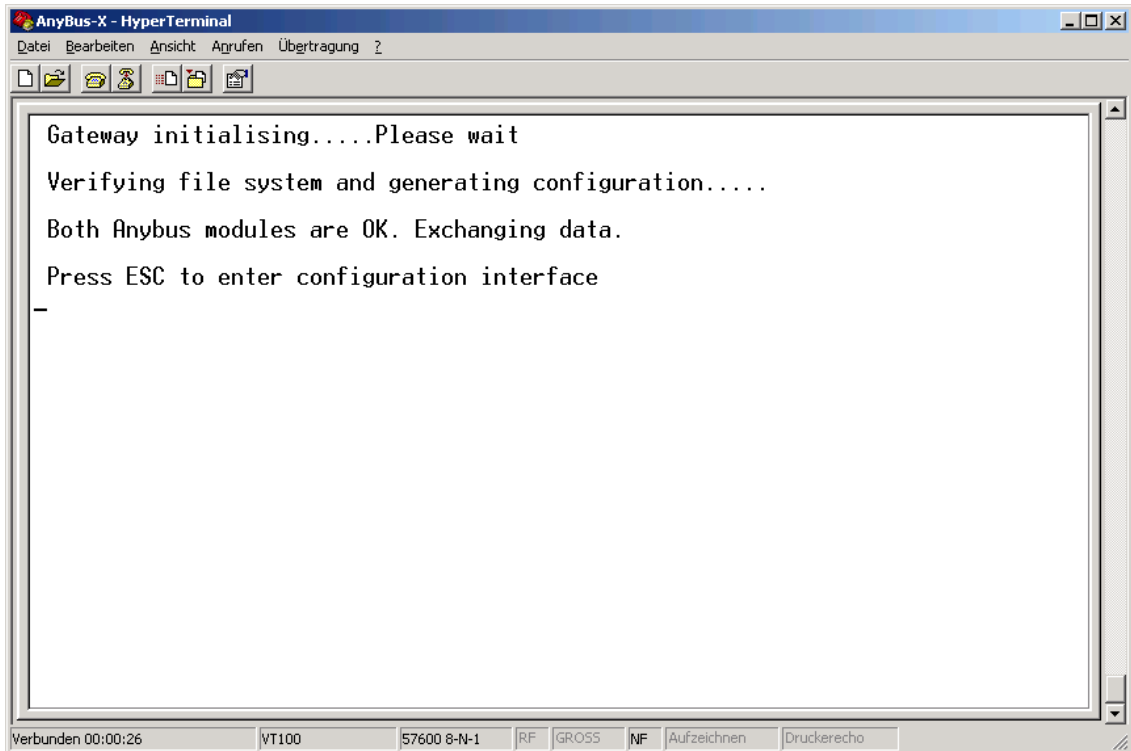 AnyBus-X - HyperTerminal
Datei Bearbeiten Ansicht Anrufen Übertragung ?
Gateway initialising.....Please wait
Verifying file system and generating configuration.....
Both Anybus modules are OK. Exchanging data.
Press ESC to enter configuration interface
Verbunden 00:00:26 VT100 57600 8-N-1 RF GROSS NF Aufzeichnen Druckerecho